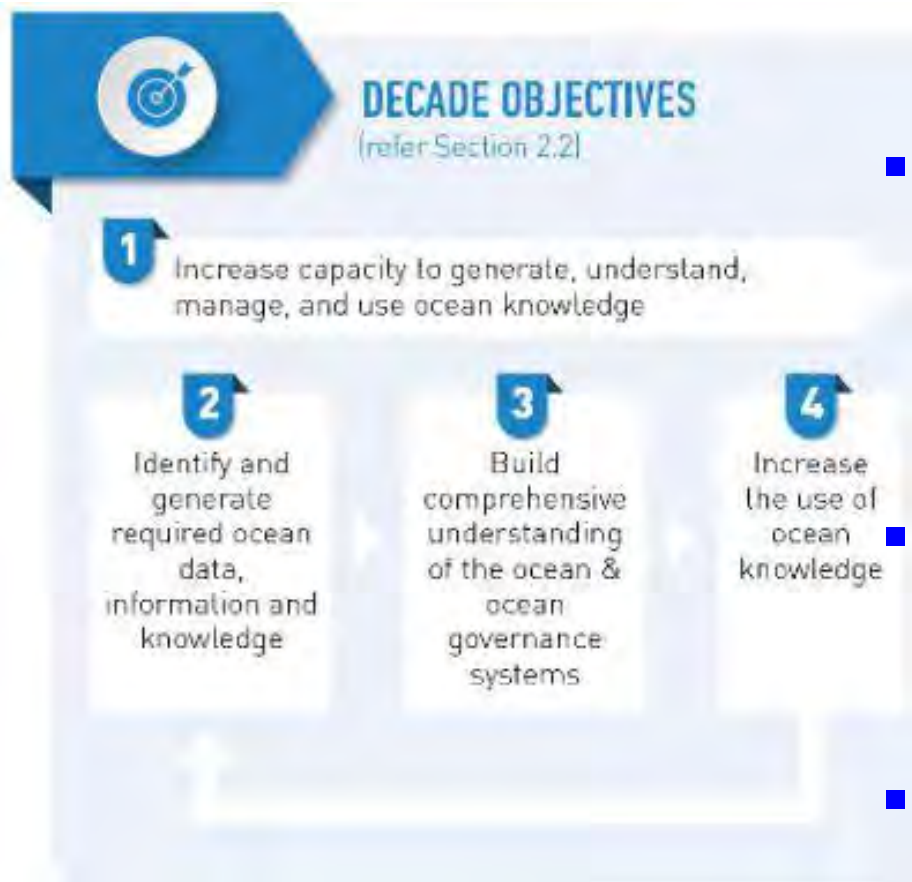 DECADE OBJECTIVES
(refer Section 2.2)
1
Increase capacity to generate, understand,
manage, and use ocean knowledge
2
Identify and
generate
required ocean
data,
information and
knowledge
3
Build
comprehensive
understanding
of the ocean &
ocean
governance
systems
4
Increase
the use of
ocean
knowledge